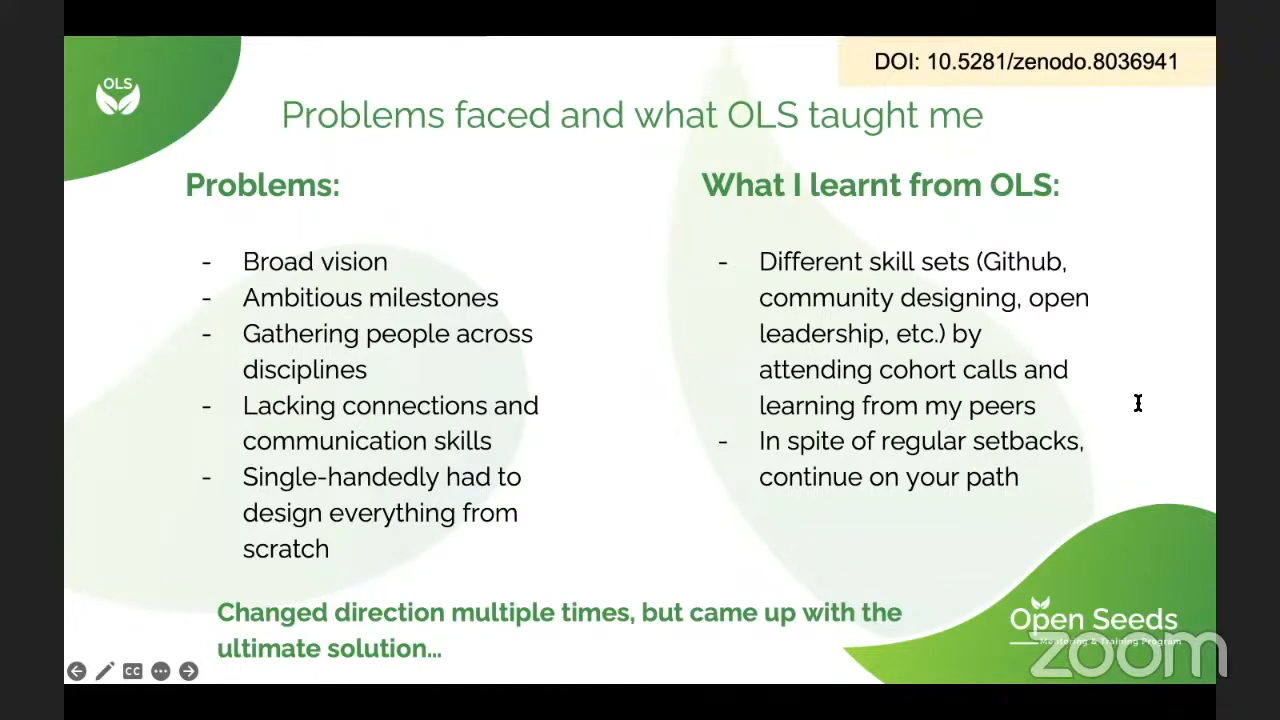 DOI: 10.5281/zenodo.8036941
OLS
Problems faced and what OLS taught me
Problems:
- Broad vision
- Ambitious milestones
- Gathering people across
disciplines
- Lacking connections and
communication skills
- Single-handedly had to
design everything from
scratch
What I learnt from OLS:
- Different skill sets (Github,
community designing, open
leadership, etc.) by
attending cohort calls and
learning from my peers
- In spite of regular setbacks,
continue on your path
Changed direction multiple times, but came up with the
ultimate solution...
Open Seeds
Mentoring & Training Program
zoom
CC